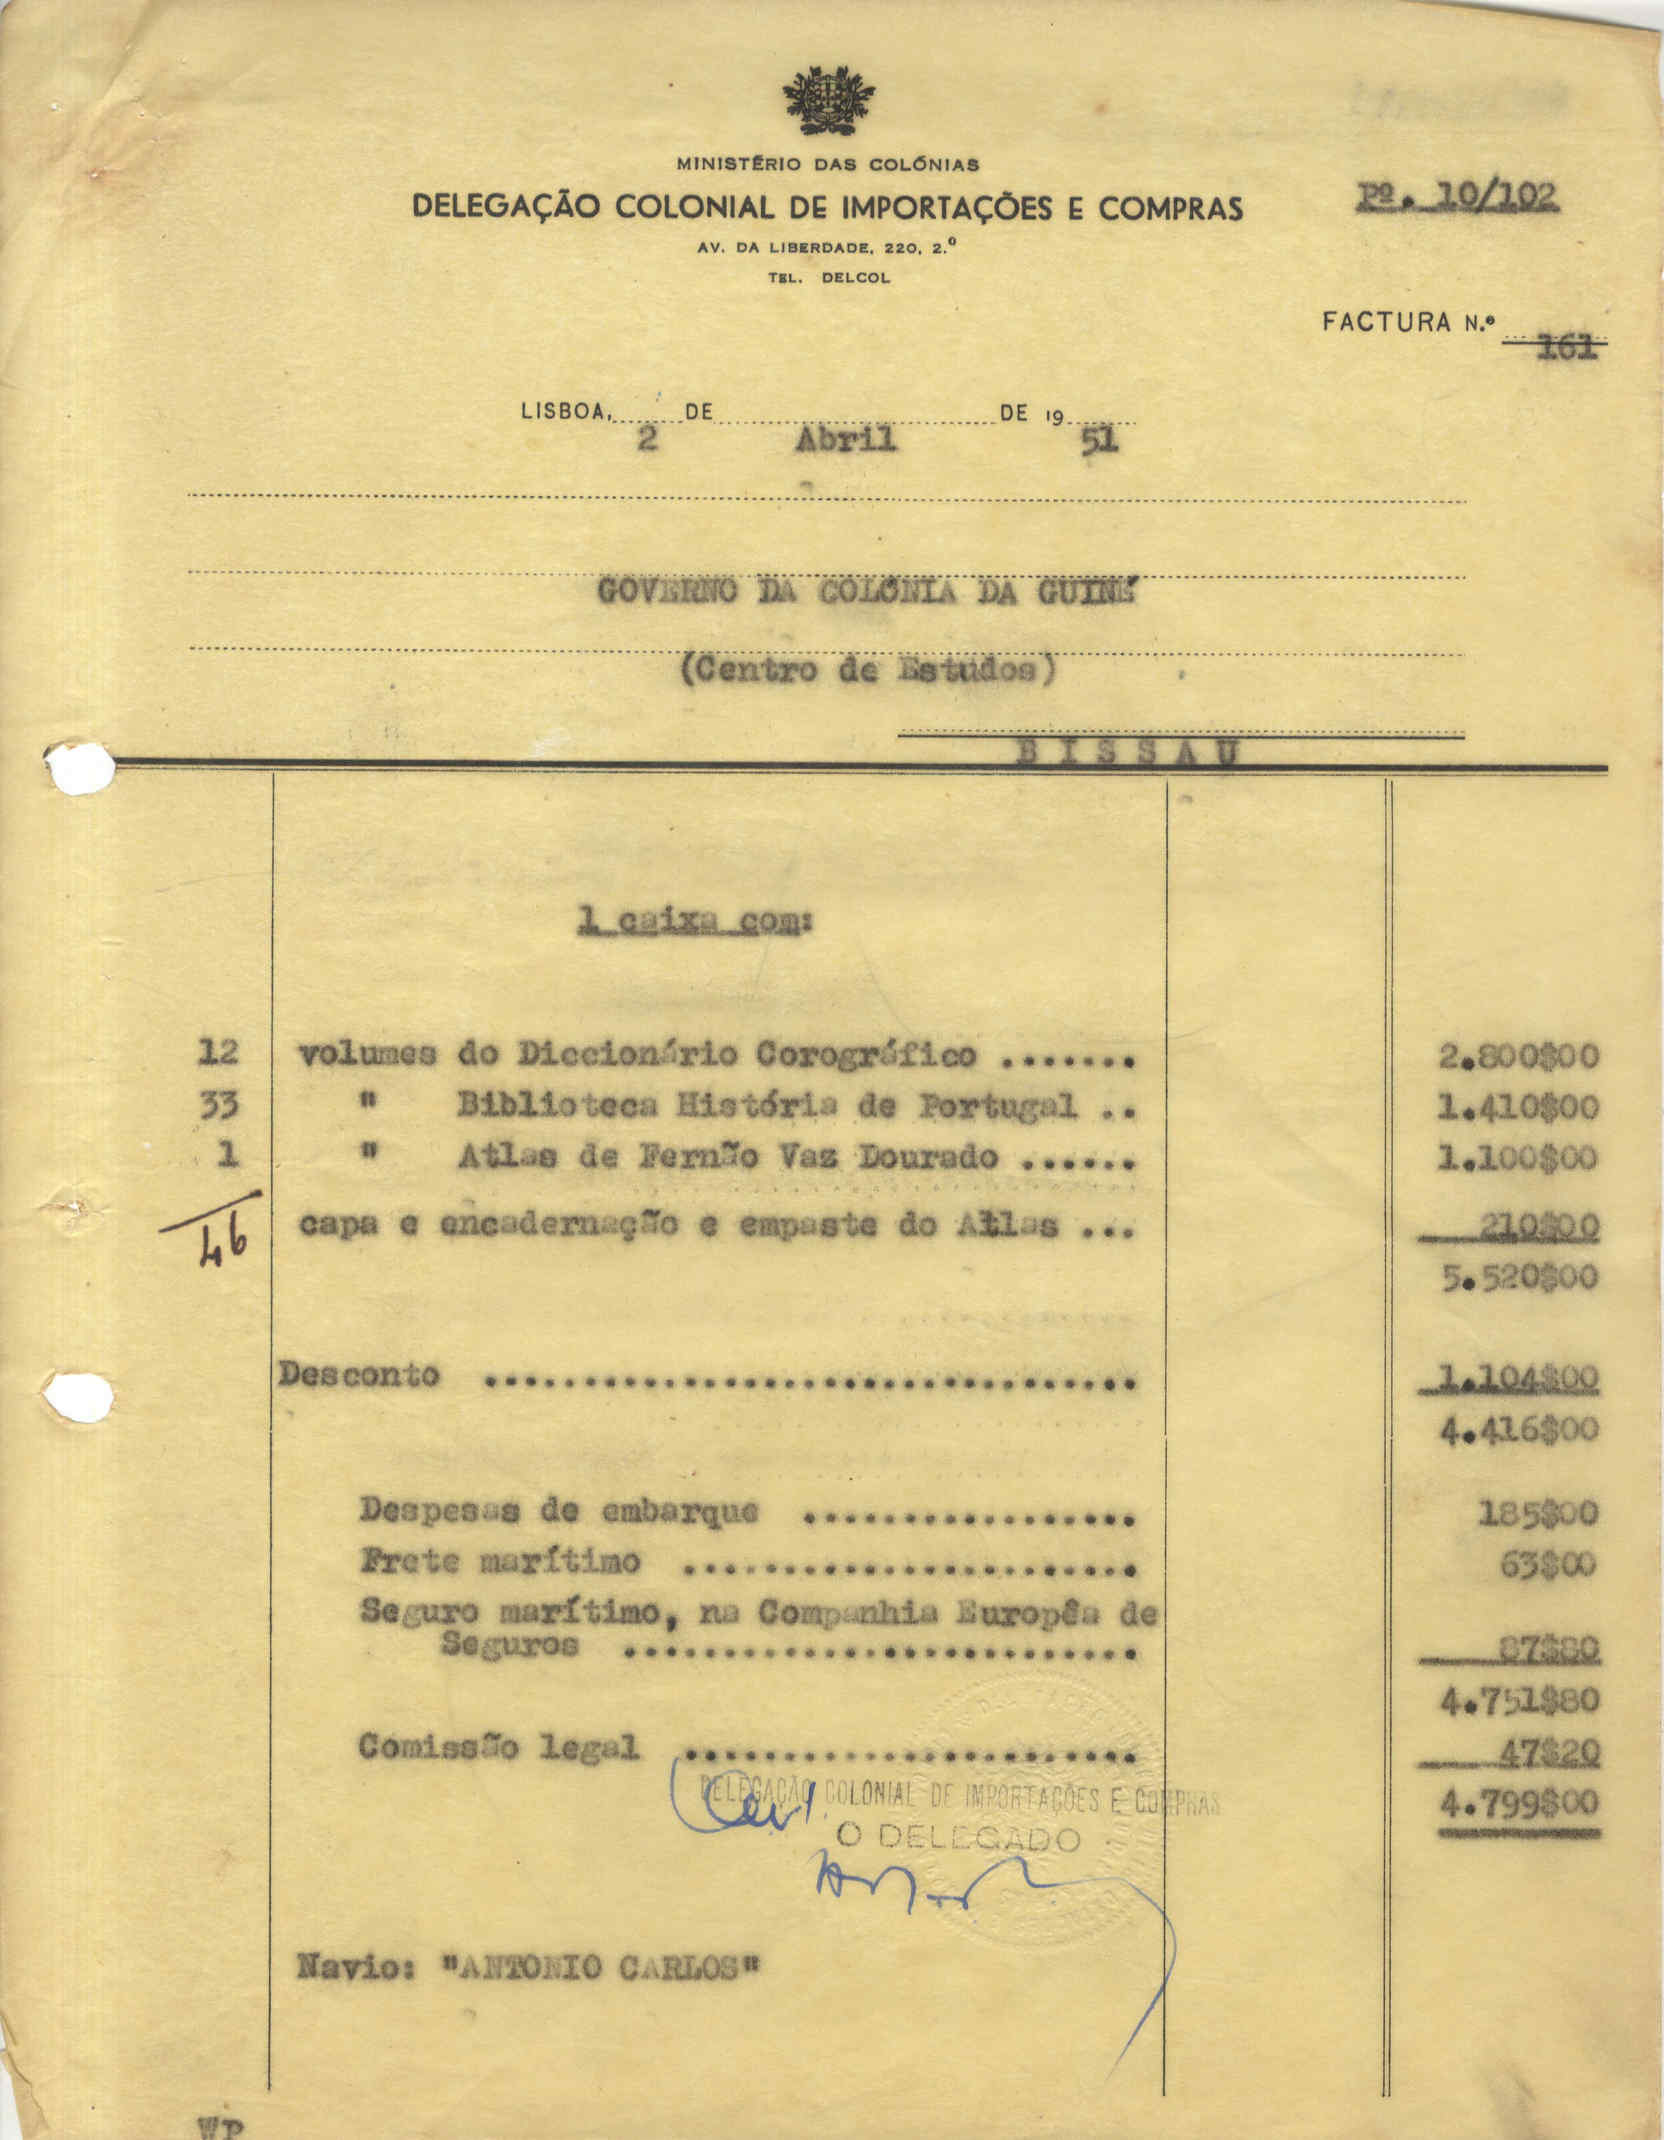 MINISTÉRIO DAS COLÓNIAS
DELEGAÇÃO COLONIAL DE IMPORTAÇÕES E COMPRAS
Pº. 10/102
AV. DA LIBERDADE, 220, 2.º
TEL. DELCOL
FACTURA N.º 161
LISBOA, 2 DE Abril DE 1951
GOVERNO DA COLÓNIA DA GUINÉ
(Centro de Estudos)
BISSAU
1 caixa com:
12 volumes do Diccionário Corográfico ....... 2.800$00
33 " Biblioteca História de Portugal .. 1.410$00
1 " Atlas de Fernão Vaz Dourado ...... 1.100$00
46 capa e encadernação e empaste do Atlas ... 210$00
5.520$00
Desconto ................................. 1.104$00
4.416$00
Despesas de embarque ................. 185$00
Frete marítimo ....................... 63$00
Seguro marítimo, na Companhia Européa de
Seguros .......................... 87$80
4.751$80
Comissão legal ....................... 47$20
DELEGAÇÃO COLONIAL DE IMPORTAÇÕES E COMPRAS
4.799$00
O DELEGADO
Navio: "ANTONIO CARLOS"
WP